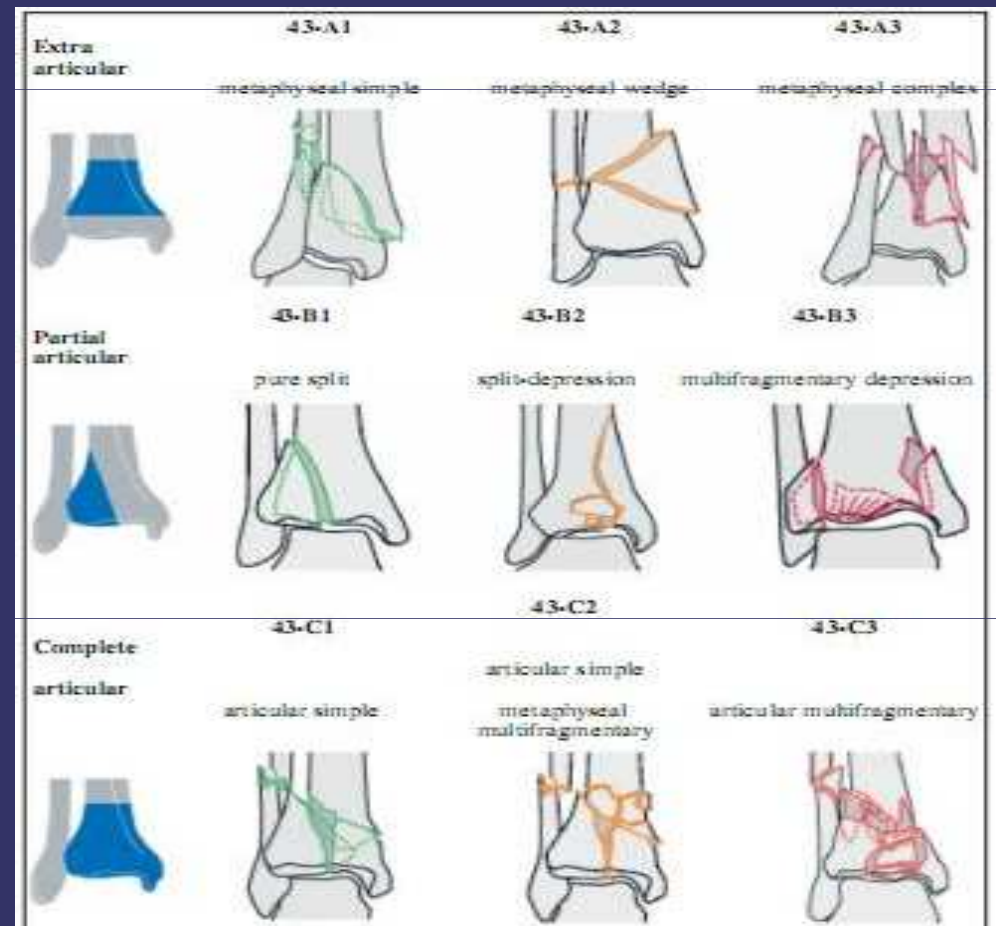 43-A1 43-A2 43-A3
Extra
articular
metaphyseal simple metaphyseal wedge metaphyseal complex
43-B1 43-B2 43-B3
Partial
articular
pure split split-depression multifragmentary depression
43-C1 43-C2 43-C3
Complete
articular
articular simple
articular simple metaphyseal articular multifragmentary
multifragmentary